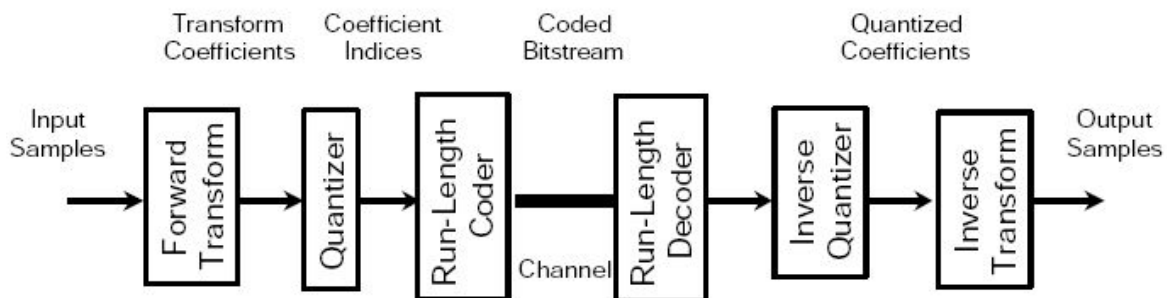 Transform
Coefficients
Coefficient
Indices
Coded
Bitstream
Quantized
Coefficients
Input
Samples
Forward
Transform
Quantizer
Run-Length
Coder
Channel
Run-Length
Decoder
Inverse
Quantizer
Inverse
Transform
Output
Samples